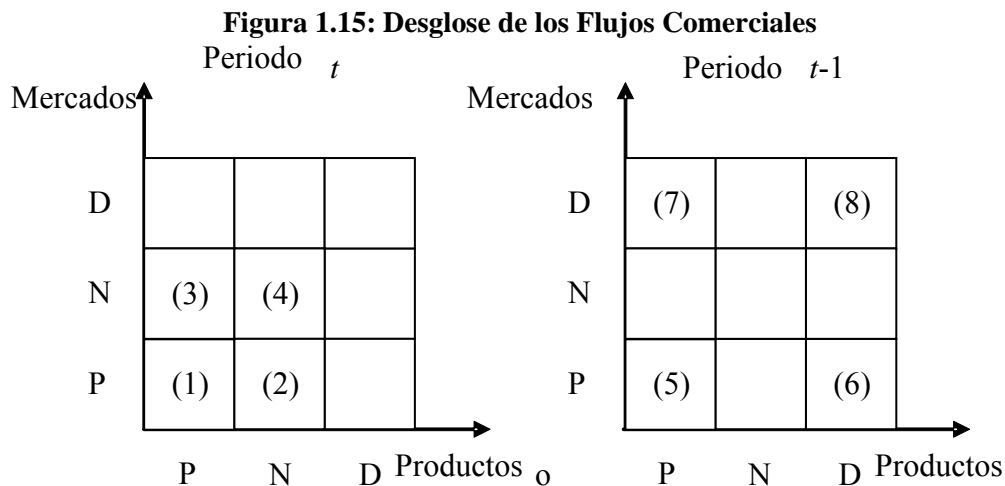 Figura 1.15: Desglose de los Flujos Comerciales
Periodo t
Mercados
D
N (3) (4)
P (1) (2)
P N D Productos o
Periodo t-1
Mercados
D (7) (8)
N
P (5) (6)
P N D Productos